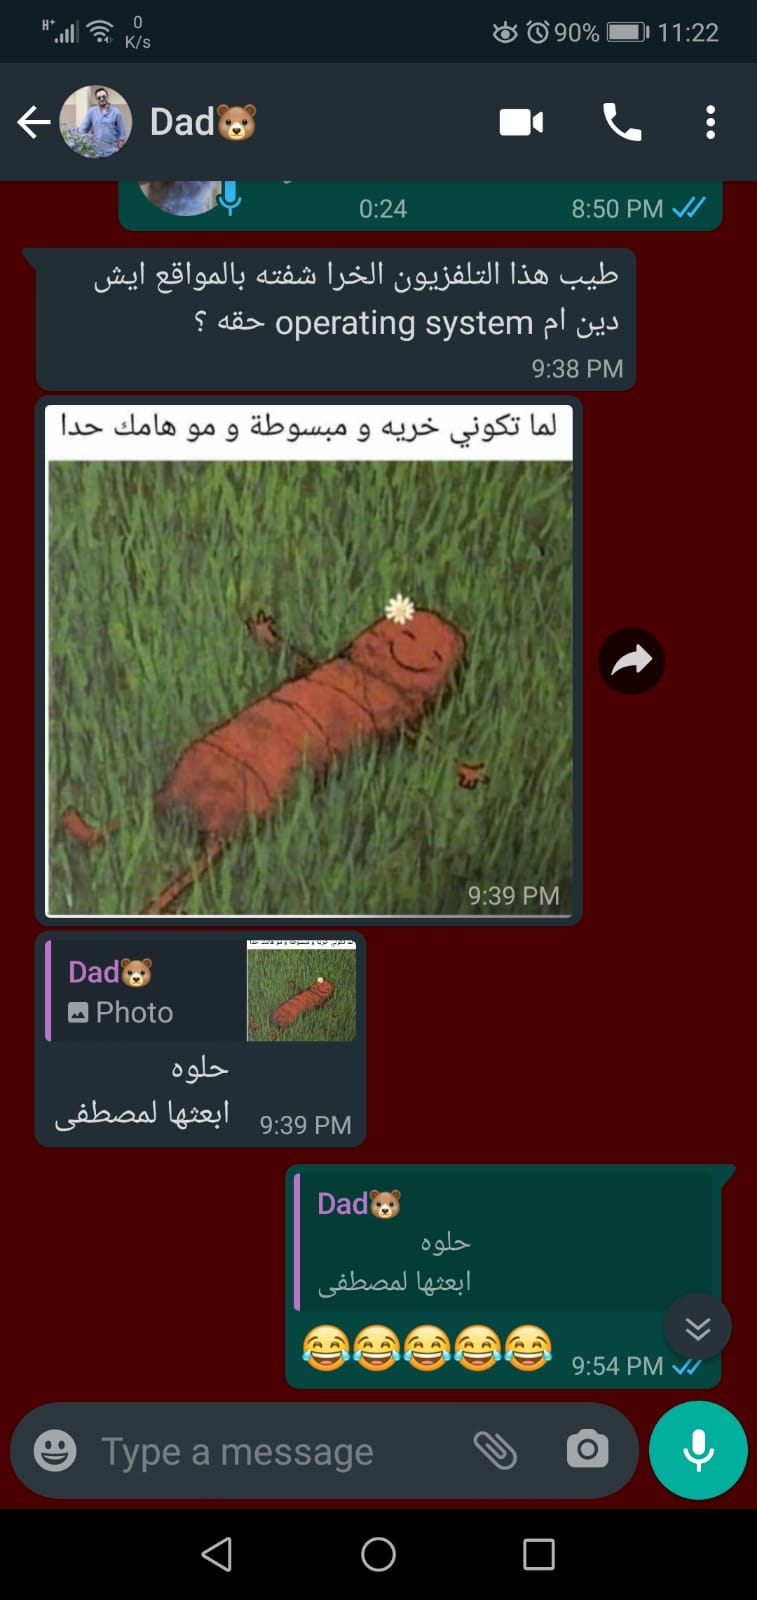 H+
0
K/s
90%
11:22
Dad🐻
0:24
8:50 PM
طيب هذا التلفزيون الخرا شفته بالمواقع ايش
دين ام operating system حقه ؟
9:38 PM
لما تكوني خريه و مبسوطة و مو هامك حدا
9:39 PM
Dad🐻
Photo
حلوه
ابعثها لمصطفى
9:39 PM
Dad🐻
حلوه
ابعثها لمصطفى
😂😂😂😂😂
9:54 PM
Type a message